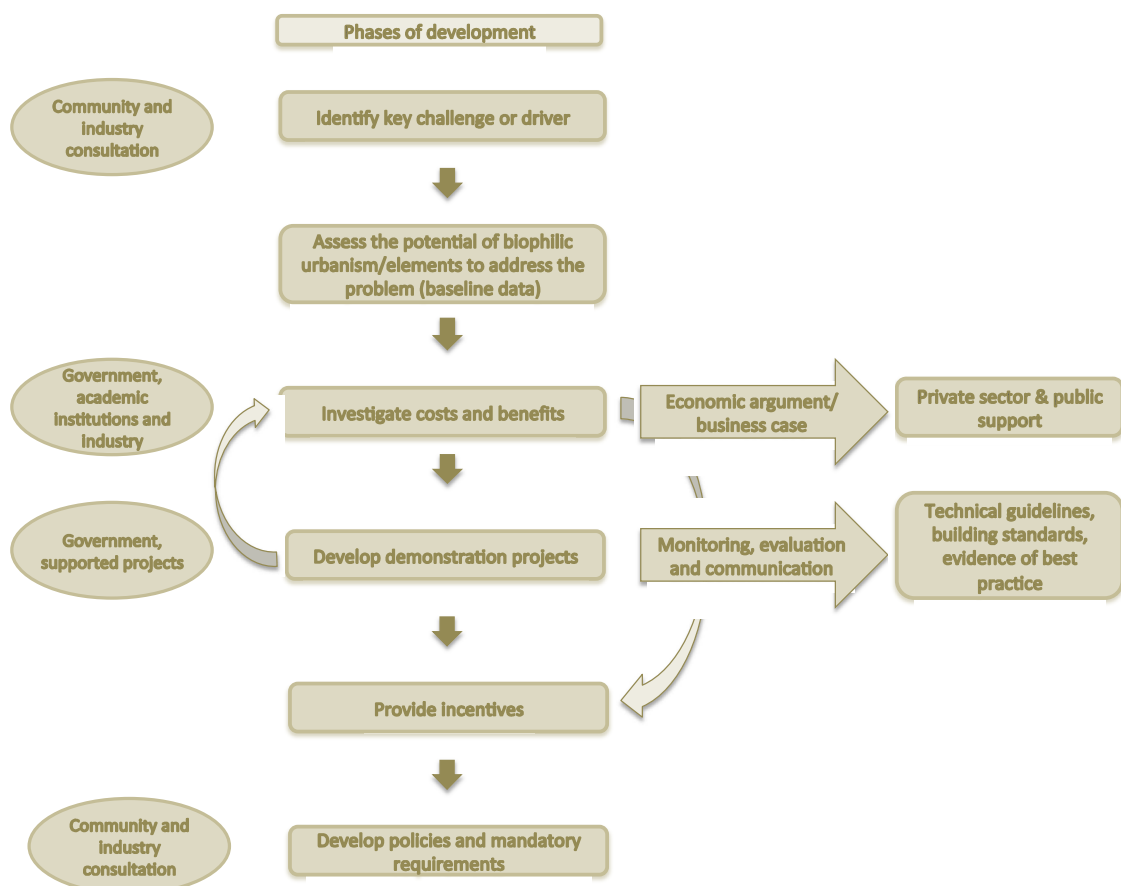 Phases of development
Community and
industry
consultation
Identify key challenge or driver
Assess the potential of biophilic
urbanism/elements to address the
problem (baseline data)
Government,
academic
institutions and
industry
Investigate costs and benefits
Economic argument/
business case
Private sector & public
support
Government,
supported projects
Develop demonstration projects
Monitoring, evaluation
and communication
Technical guidelines,
building standards,
evidence of best
practice
Provide incentives
Community and
industry
consultation
Develop policies and mandatory
requirements